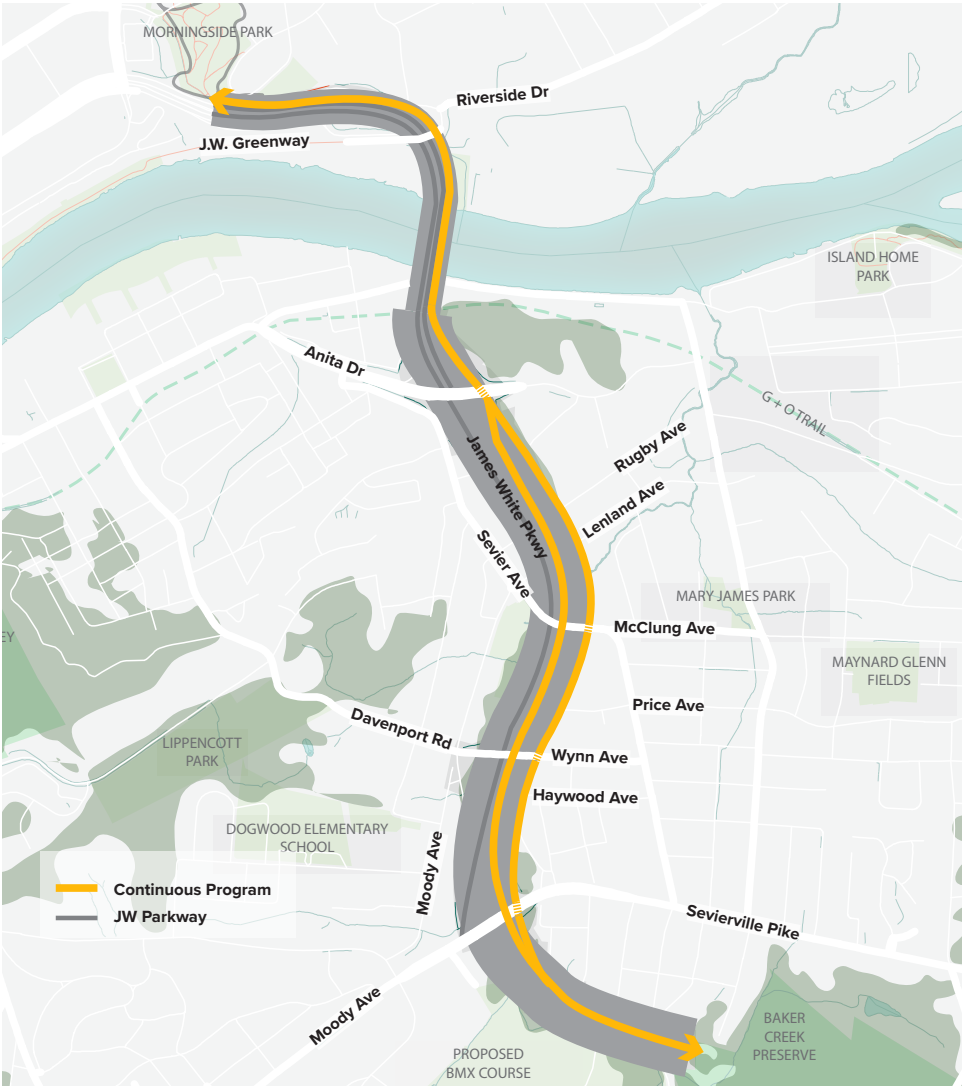 MORNINGSIDE PARK
Riverside Dr
J.W. Greenway
ISLAND HOME
PARK
Anita Dr
G + O TRAIL
Rugby Ave
James White Pkwy
Lenland Ave
Sevier Ave
MARY JAMES PARK
McClung Ave
EY
MAYNARD GLENN
FIELDS
Price Ave
Davenport Rd
LIPPENCOTT
PARK
Wynn Ave
Haywood Ave
DOGWOOD ELEMENTARY
SCHOOL
Moody Ave
Continuous Program
JW Parkway
Sevierville Pike
Moody Ave
BAKER
CREEK
PRESERVE
PROPOSED
BMX COURSE